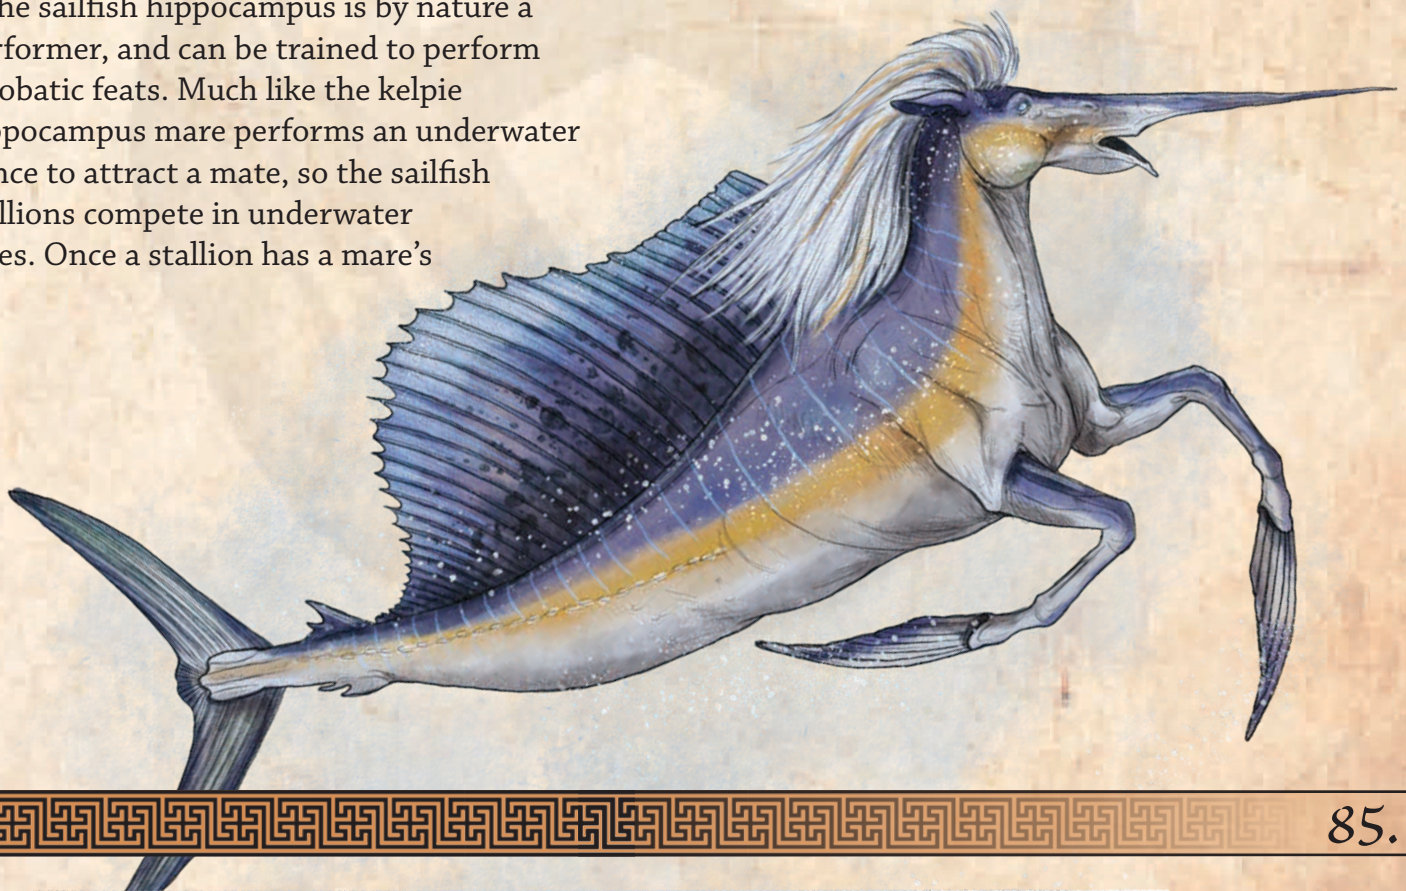 he sailfish hippocampus is by nature a
rformer, and can be trained to perform
obatic feats. Much like the kelpie
ppocampus mare performs an underwater
nce to attract a mate, so the sailfish
llions compete in underwater
es. Once a stallion has a mare’s
85.